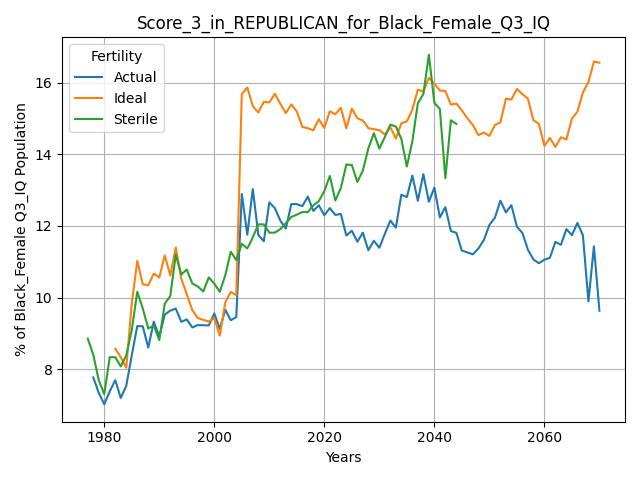 Score_3_in_REPUBLICAN_for_Black_Female_Q3_IQ
% of Black_Female Q3_IQ Population
16
14
12
10
8
Fertility
Actual
Ideal
Sterile
1980 2000 2020 2040 2060
Years